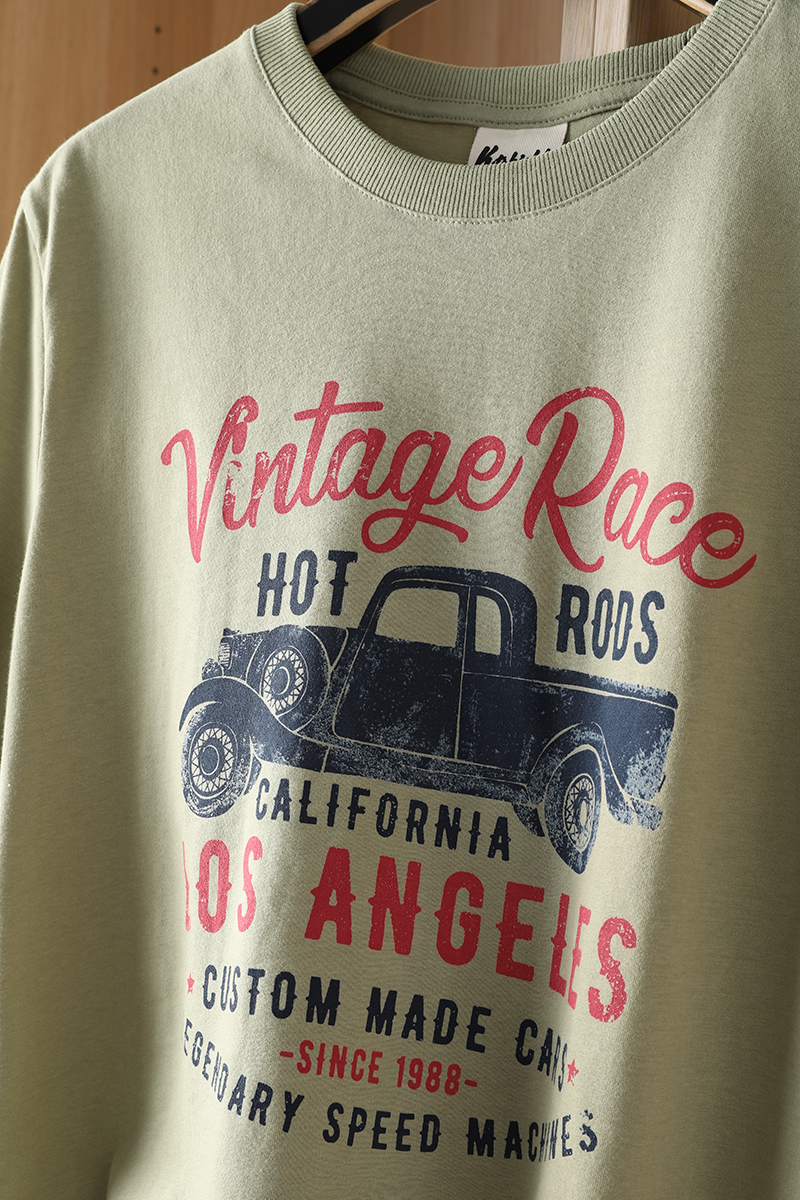 Vintage Race
HOT RODS
CALIFORNIA
LOS ANGELES
CUSTOM MADE CARS
-SINCE 1988-
LEGENDARY SPEED MACHINES